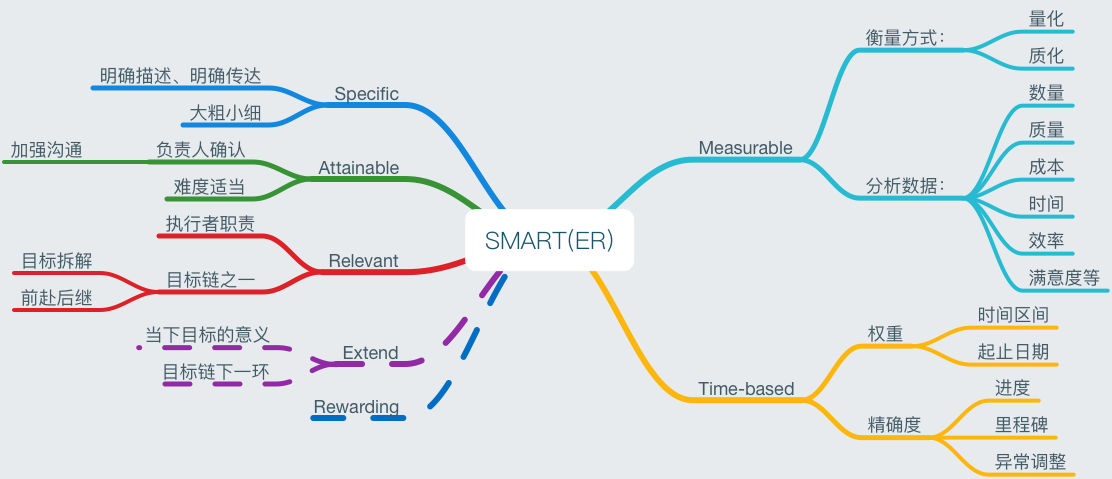 SMART(ER)
Specific
明确描述、明确传达
大粗小细
Attainable
负责人确认
加强沟通
难度适当
Relevant
执行者职责
目标链之一
目标拆解
前赴后继
Extend
当下目标的意义
目标链下一环
Rewarding
Measurable
衡量方式：
量化
质化
分析数据：
数量
质量
成本
时间
效率
满意度等
Time-based
权重
时间区间
起止日期
精确度
进度
里程碑
异常调整